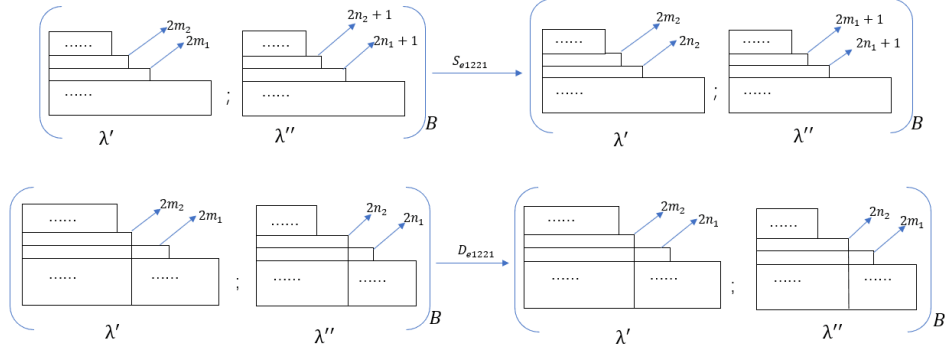 2m₂ 2n₂ + 1 2m₂ 2m₁ + 1
2m₁ 2n₁ + 1 2n₂ 2n₁ + 1
...... ...... Sₑ₁₂₂₁ ...... ......
...... ; ...... ...... ; ......
λ′ λ′′ B λ′ λ′′ B
2m₂ 2m₁ 2n₂ 2n₁ 2m₂ 2n₁ 2n₂ 2m₁
...... ...... Dₑ₁₂₂₁ ...... ......
...... ...... ; ...... ...... ...... ...... ; ...... ......
λ′ λ′′ B λ′ λ′′ B